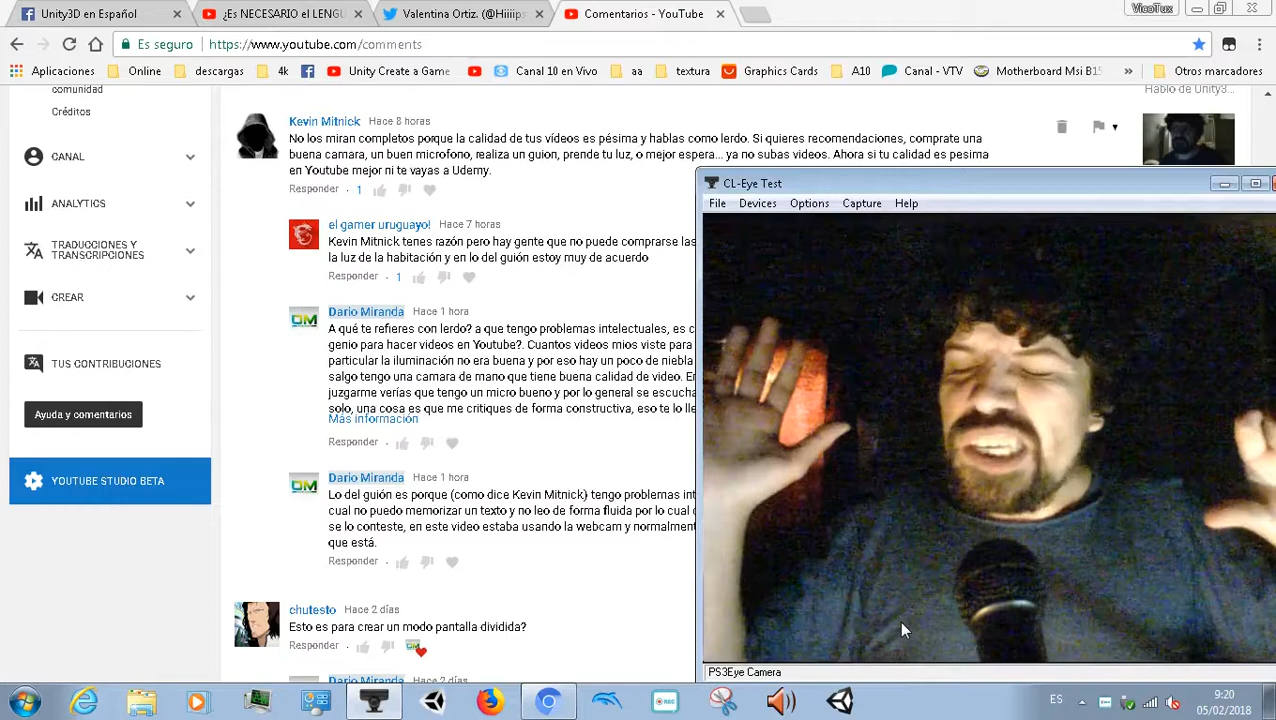 Unity3D en Español
¿Es NECESARIO el LENGU
Valentina Ortiz. (@Hiiiips
Comentarios - YouTube
VicoTux
Es seguro
https://www.youtube.com/comments
Aplicaciones
Online
descargas
4k
Unity Create a Game
Canal 10 en Vivo
aa
textura
Graphics Cards
A10
Canal - VTV
Motherboard Msi B15
»
Otros marcadores
comunidad
Créditos
CANAL
ANALYTICS
TRADUCCIONES Y
TRANSCRIPCIONES
CREAR
TUS CONTRIBUCIONES
Ayuda y comentarios
YOUTUBE STUDIO BETA
Hablo de Unity3...
Kevin Mitnick Hace 8 horas
No los miran completos porque la calidad de tus vídeos es pésima y hablas como lerdo. Si quieres recomendaciones, comprate una
buena camara, un buen microfono, realiza un guion, prende tu luz, o mejor espera... ya no subas videos. Ahora si tu calidad es pesima
en Youtube mejor ni te vayas a Udemy.
Responder · 1
el gamer uruguayo! Hace 7 horas
Kevin Mitnick tenes razón pero hay gente que no puede comprarse las
la luz de la habitación y en lo del guión estoy muy de acuerdo
Responder · 1
Dario Miranda Hace 1 hora
A qué te refieres con lerdo? a que tengo problemas intelectuales, es c
genio para hacer videos en Youtube?. Cuantos videos mios viste para
particular la iluminación no era buena y por eso hay un poco de niebla
salgo tengo una camara de mano que tiene buena calidad de video. En
juzgarme verías que tengo un micro bueno y por lo general se escucha
solo, una cosa es que me critiques de forma constructiva, eso te lo lle
Más información
Responder
Dario Miranda Hace 1 hora
Lo del guión es porque (como dice Kevin Mitnick) tengo problemas int
cual no puedo memorizar un texto y no leo de forma fluida por lo cual c
se lo conteste, en este video estaba usando la webcam y normalment
que está.
Responder
chutesto Hace 2 días
Esto es para crear un modo pantalla dividida?
Responder
Dario Miranda Hace 2 días
CL-Eye Test
File Devices Options Capture Help
PS3Eye Camera
ES
9:20
05/02/2018